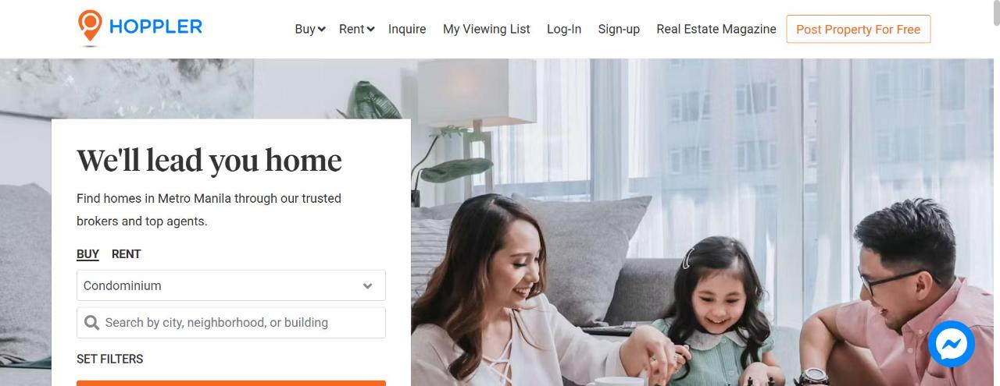 HOPPLER
Buy Rent Inquire My Viewing List Log-In Sign-up Real Estate Magazine Post Property For Free
We'll lead you home
Find homes in Metro Manila through our trusted
brokers and top agents.
BUY RENT
Condominium
Search by city, neighborhood, or building
SET FILTERS